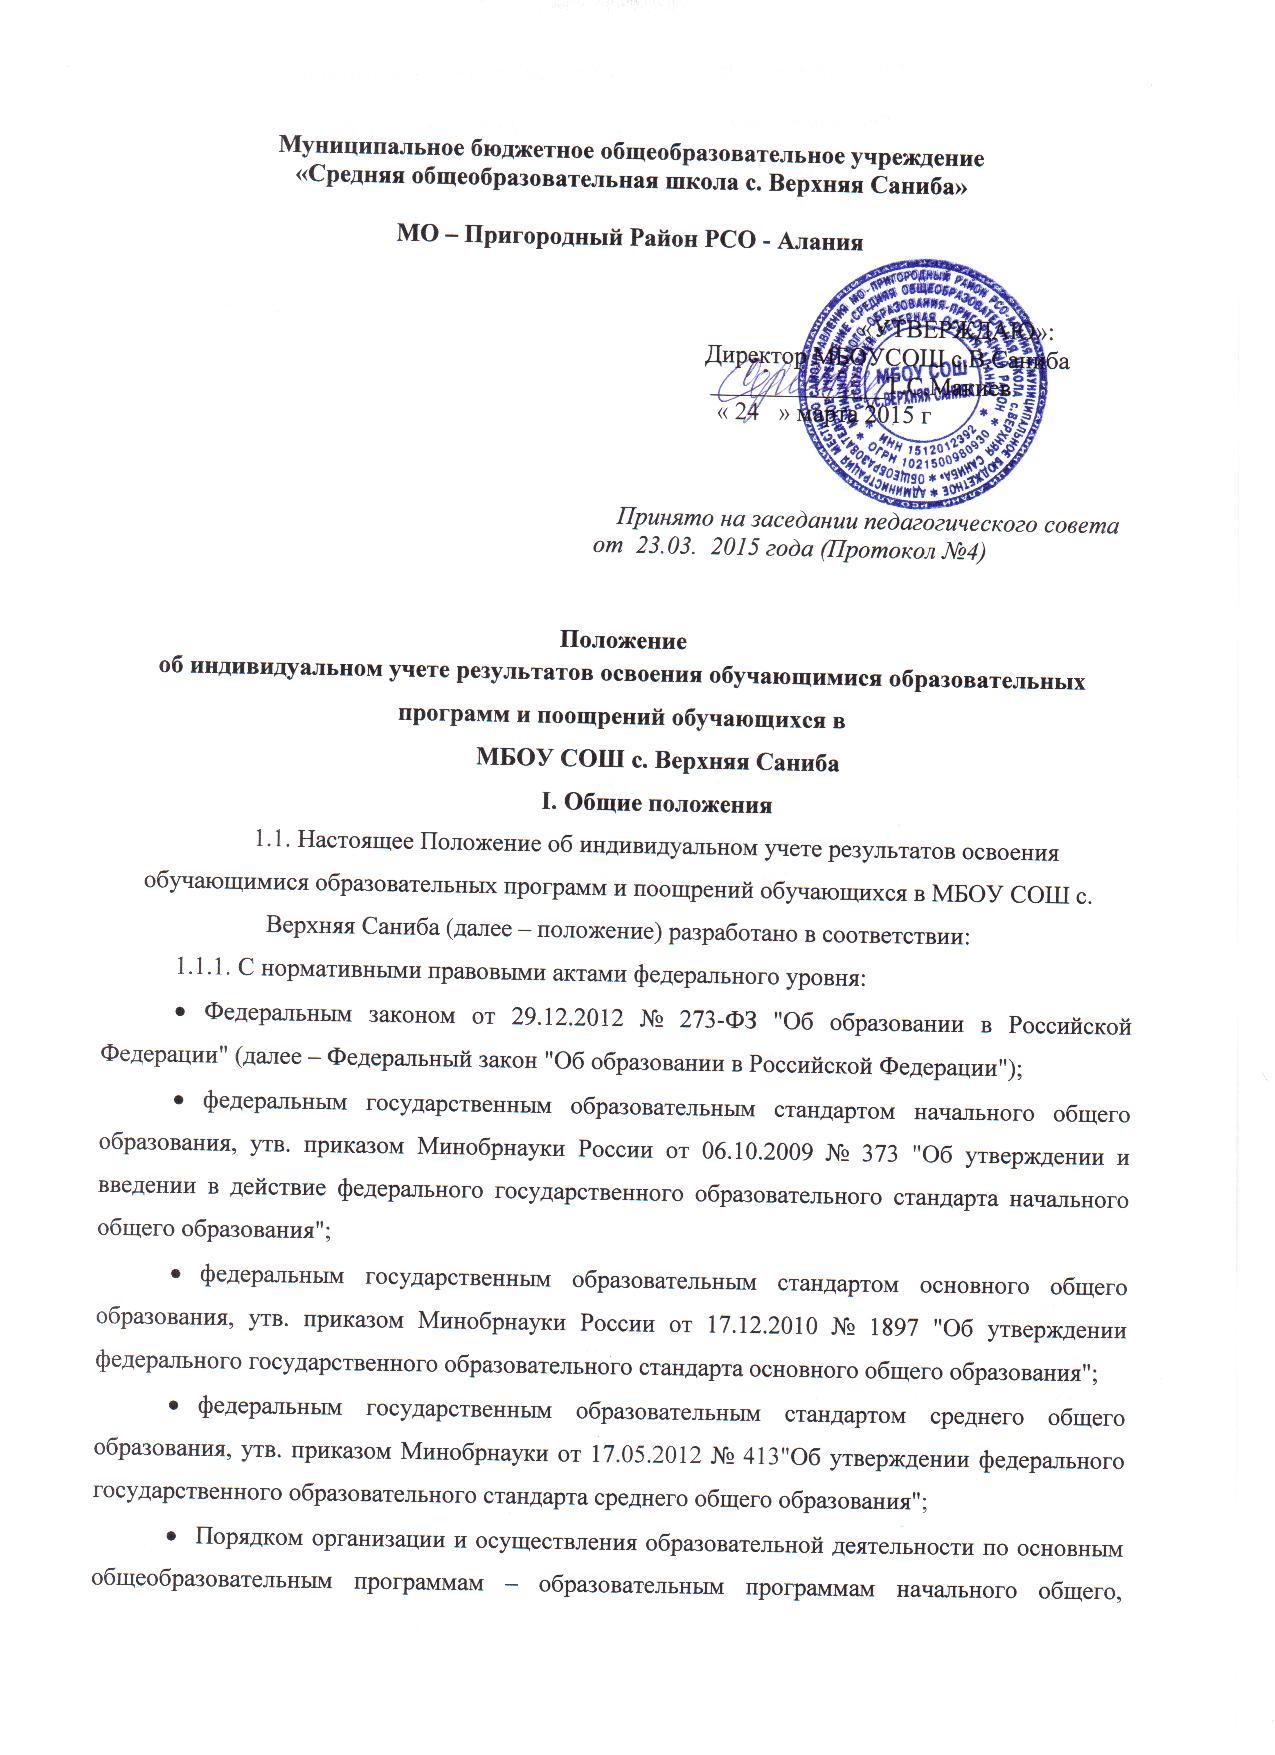 Муниципальное бюджетное общеобразовательное учреждение
«Средняя общеобразовательная школа с. Верхняя Саниба»
МО – Пригородный Район РСО - Алания
«УТВЕРЖДАЮ»:
Директор МБОУСОШ с.В.Саниба
Т.С.Макиев
« 24 » марта 2015 г
МБОУ СОШ
с.ВЕРХНЯЯ САНИБА
ИНН 1512012392
ОГРН 1021500980930
Принято на заседании педагогического совета
от 23.03. 2015 года (Протокол №4)
Положение
об индивидуальном учете результатов освоения обучающимися образовательных
программ и поощрений обучающихся в
МБОУ СОШ с. Верхняя Саниба
I. Общие положения
1.1. Настоящее Положение об индивидуальном учете результатов освоения
обучающимися образовательных программ и поощрений обучающихся в МБОУ СОШ с.
Верхняя Саниба (далее – положение) разработано в соответствии:
1.1.1. С нормативными правовыми актами федерального уровня:
• Федеральным законом от 29.12.2012 № 273-ФЗ "Об образовании в Российской
Федерации" (далее – Федеральный закон "Об образовании в Российской Федерации");
• федеральным государственным образовательным стандартом начального общего
образования, утв. приказом Минобрнауки России от 06.10.2009 № 373 "Об утверждении и
введении в действие федерального государственного образовательного стандарта начального
общего образования";
• федеральным государственным образовательным стандартом основного общего
образования, утв. приказом Минобрнауки России от 17.12.2010 № 1897 "Об утверждении
федерального государственного образовательного стандарта основного общего образования";
• федеральным государственным образовательным стандартом среднего общего
образования, утв. приказом Минобрнауки от 17.05.2012 № 413"Об утверждении федерального
государственного образовательного стандарта среднего общего образования";
• Порядком организации и осуществления образовательной деятельности по основным
общеобразовательным программам – образовательным программам начального общего,